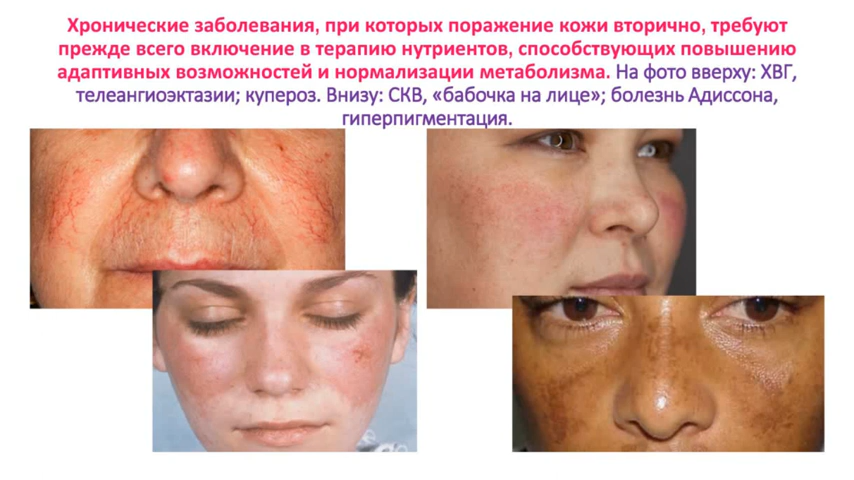 Хронические заболевания, при которых поражение кожи вторично, требуют
прежде всего включение в терапию нутриентов, способствующих повышению
адаптивных возможностей и нормализации метаболизма. На фото вверху: ХВГ,
телеангиоэктазии; купероз. Внизу: СКВ, «бабочка на лице»; болезнь Адиссона,
гиперпигментация.